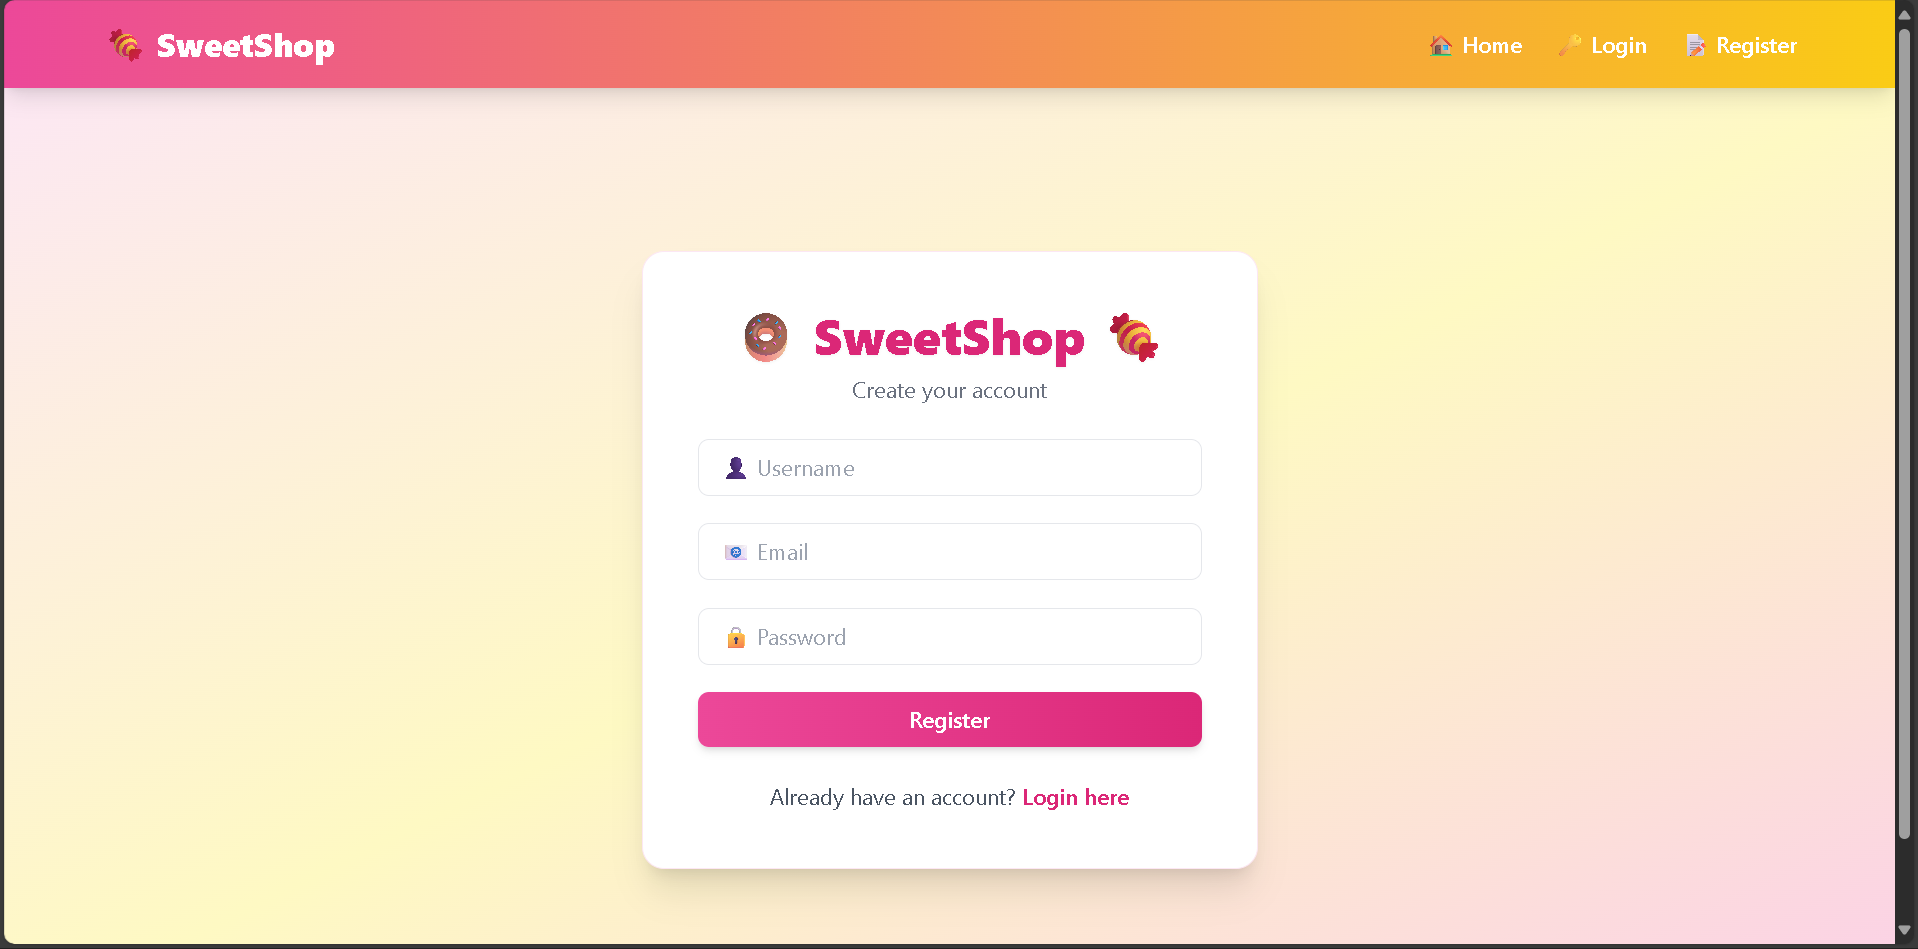 SweetShop
Home Login Register
SweetShop
Create your account
Username
Email
Password
Register
Already have an account? Login here